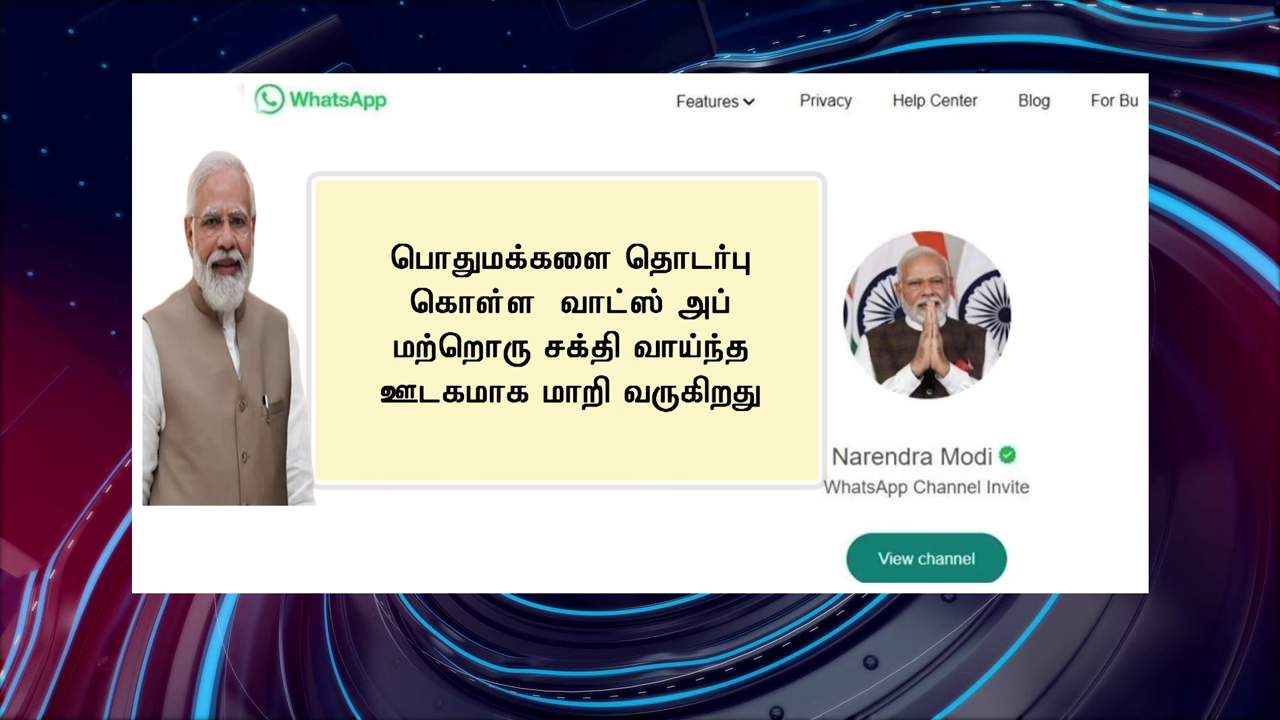 WhatsApp
Features Privacy Help Center Blog For Bu
பொதுமக்களை தொடர்பு
கொள்ள வாட்ஸ் அப்
மற்றொரு சக்தி வாய்ந்த
ஊடகமாக மாறி வருகிறது
Narendra Modi
WhatsApp Channel Invite
View channel